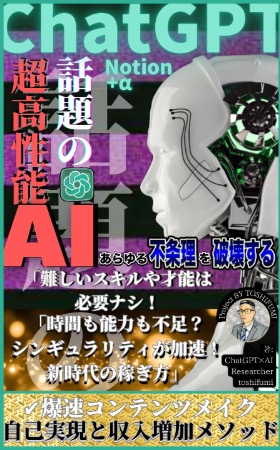 ChatGPT
Notion
+α
話題の
超高性能
AI
あらゆる不条理を破壊する
「難しいスキルや才能は
必要ナシ！
「時間も能力も不足？
シンギュラリティが加速！
新時代の稼ぎ方」
Posted BY TOSHIFUMI
著:
ChatGPT×AI
Researcher
toshifumi
✓爆速コンテンツメイク
自己実現と収入増加メソッド